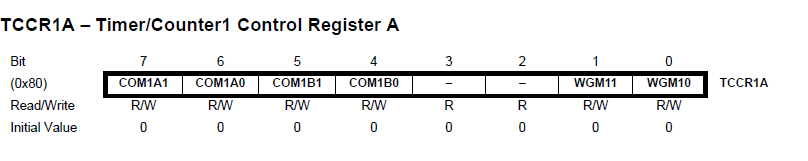 TCCR1A – Timer/Counter1 Control Register A
Bit 7 6 5 4 3 2 1 0
(0x80) COM1A1 COM1A0 COM1B1 COM1B0 – – WGM11 WGM10 TCCR1A
Read/Write R/W R/W R/W R/W R R R/W R/W
Initial Value 0 0 0 0 0 0 0 0